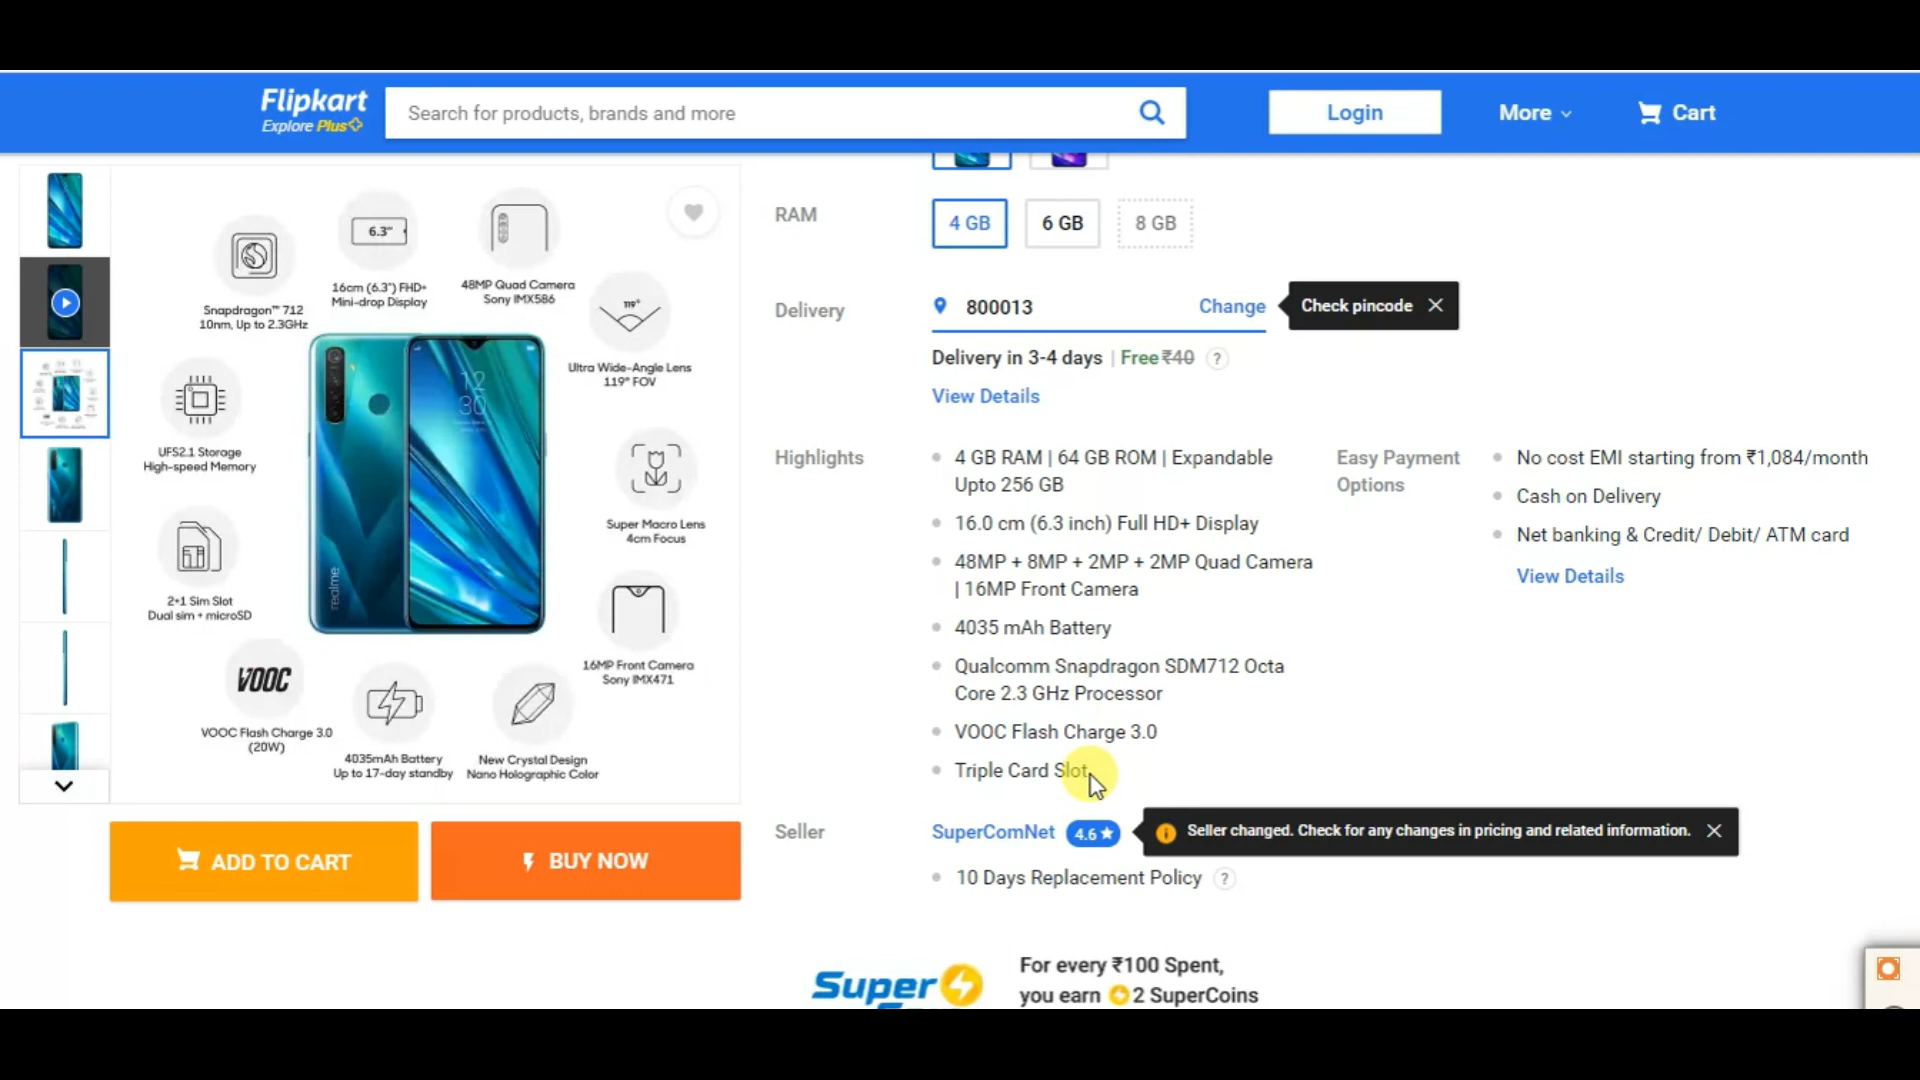 Flipkart
Explore Plus
Search for products, brands and more
Login
More
Cart
RAM
4 GB
6 GB
8 GB
Delivery
800013
Change
Check pincode
Delivery in 3-4 days | Free ₹40 ?
View Details
Highlights
4 GB RAM | 64 GB ROM | Expandable
Upto 256 GB
16.0 cm (6.3 inch) Full HD+ Display
48MP + 8MP + 2MP + 2MP Quad Camera
| 16MP Front Camera
4035 mAh Battery
Qualcomm Snapdragon SDM712 Octa
Core 2.3 GHz Processor
VOOC Flash Charge 3.0
Triple Card Slot
Easy Payment
Options
No cost EMI starting from ₹1,084/month
Cash on Delivery
Net banking & Credit/ Debit/ ATM card
View Details
Seller
SuperComNet
4.6★
Seller changed. Check for any changes in pricing and related information.
10 Days Replacement Policy ?
Super
For every ₹100 Spent,
you earn 2 SuperCoins
Snapdragon™ 712
10nm, Up to 2.3GHz
6.3"
16cm (6.3") FHD+
Mini-drop Display
48MP Quad Camera
Sony IMX586
119°
Ultra Wide-Angle Lens
119° FOV
UFS2.1 Storage
High-speed Memory
12
30
Super Macro Lens
4cm Focus
realme
2+1 Sim Slot
Dual sim + microSD
16MP Front Camera
Sony IMX471
VOOC
VOOC Flash Charge 3.0
(20W)
4035mAh Battery
Up to 17-day standby
New Crystal Design
Nano Holographic Color
ADD TO CART
BUY NOW